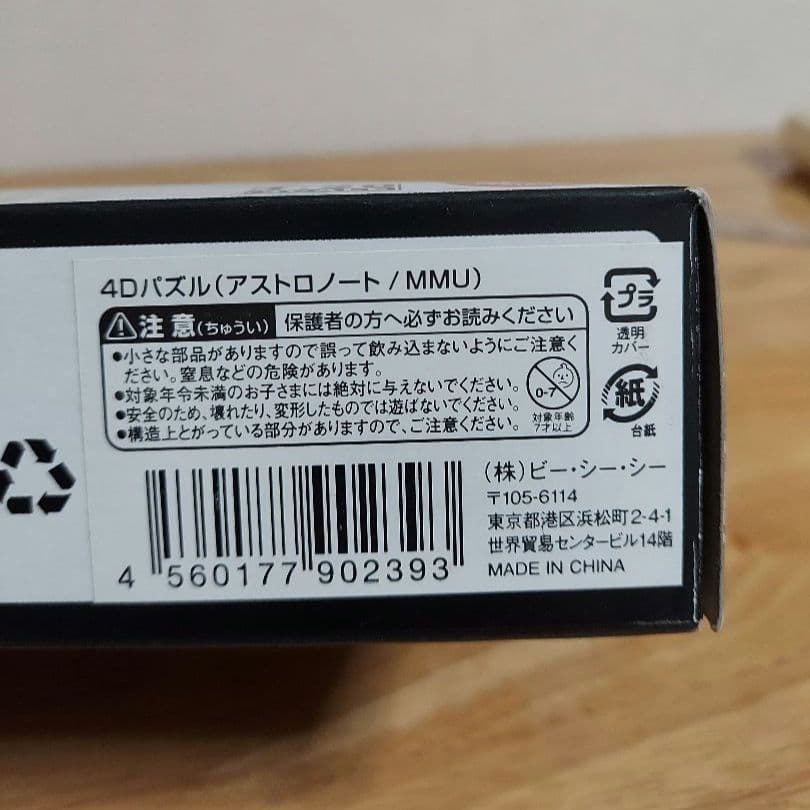 4Dパズル(アストロノート / MMU)
注意(ちゅうい) 保護者の方へ必ずお読みください
●小さな部品がありますので誤って飲み込まないようにご注意く
ださい。窒息などの危険があります。
●対象年令未満のお子さまには絶対に与えないでください。
●安全のため、壊れたり、変形したものでは遊ばないでください。
●構造上とがっている部分がありますので、ご注意ください。
0-7
対象年齢
7才以上
プラ
透明
カバー
紙
台紙
4 560177 902393
(株)ビー・シー・シー
〒105-6114
東京都港区浜松町2-4-1
世界貿易センタービル14階
MADE IN CHINA